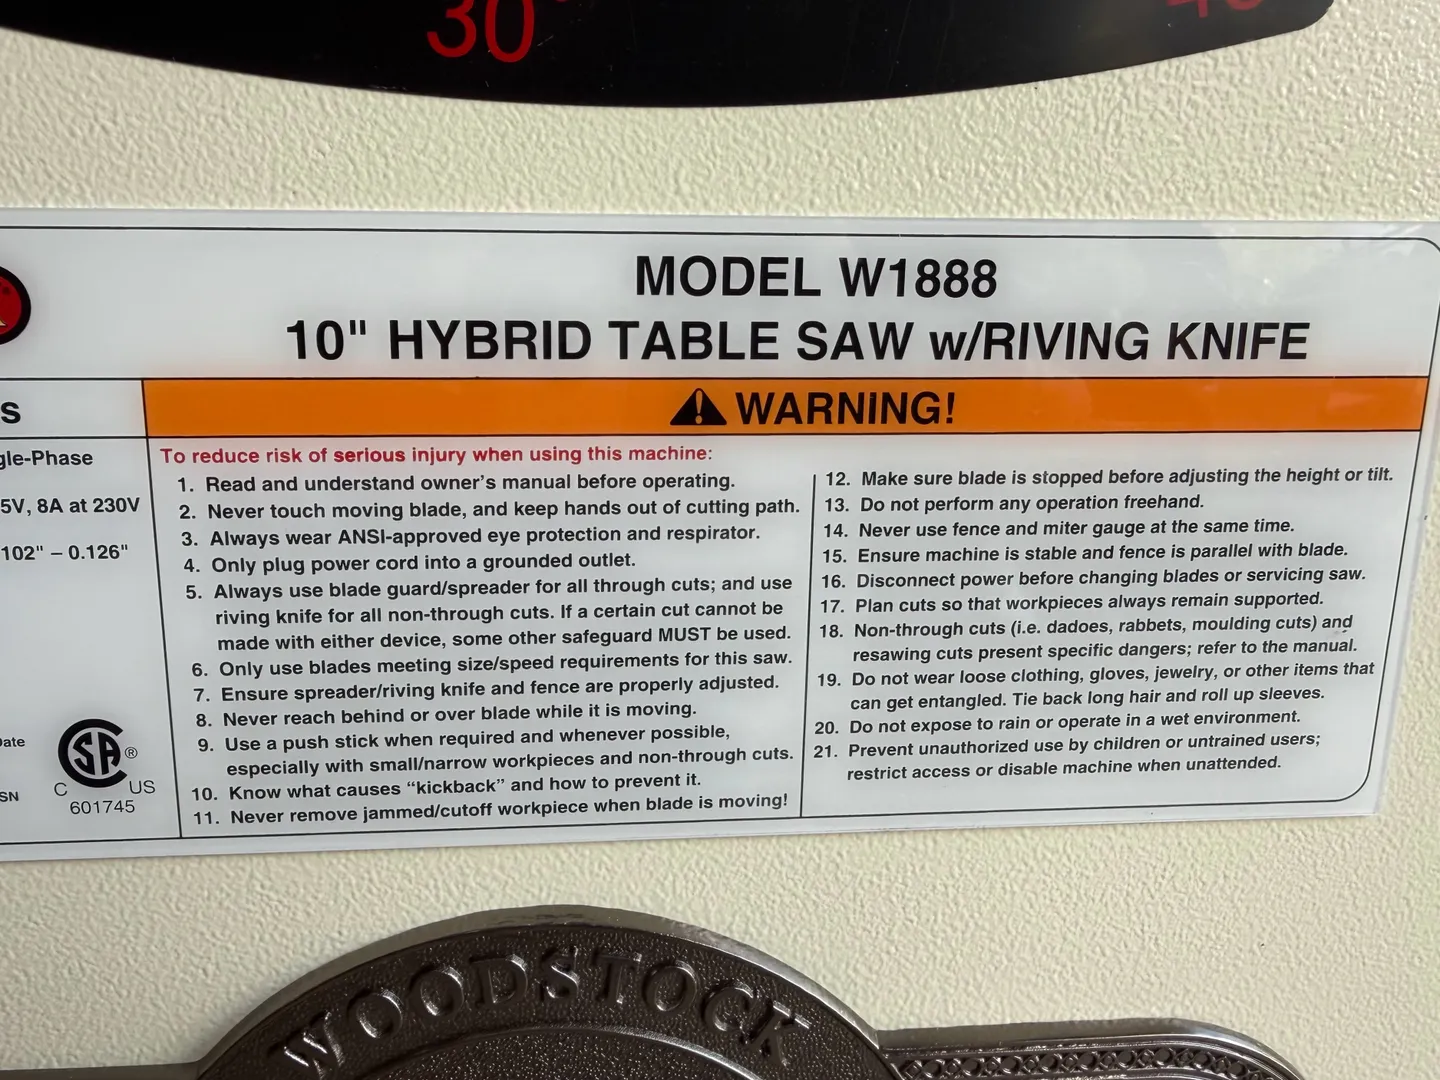 30°
MODEL W1888
10" HYBRID TABLE SAW w/RIVING KNIFE
WARNING!
To reduce risk of serious injury when using this machine:
1. Read and understand owner's manual before operating.
2. Never touch moving blade, and keep hands out of cutting path.
3. Always wear ANSI-approved eye protection and respirator.
4. Only plug power cord into a grounded outlet.
5. Always use blade guard/spreader for all through cuts; and use
riving knife for all non-through cuts. If a certain cut cannot be
made with either device, some other safeguard MUST be used.
6. Only use blades meeting size/speed requirements for this saw.
7. Ensure spreader/riving knife and fence are properly adjusted.
8. Never reach behind or over blade while it is moving.
9. Use a push stick when required and whenever possible,
especially with small/narrow workpieces and non-through cuts.
10. Know what causes “kickback” and how to prevent it.
11. Never remove jammed/cutoff workpiece when blade is moving!
12. Make sure blade is stopped before adjusting the height or tilt.
13. Do not perform any operation freehand.
14. Never use fence and miter gauge at the same time.
15. Ensure machine is stable and fence is parallel with blade.
16. Disconnect power before changing blades or servicing saw.
17. Plan cuts so that workpieces always remain supported.
18. Non-through cuts (i.e. dadoes, rabbets, moulding cuts) and
resawing cuts present specific dangers; refer to the manual.
19. Do not wear loose clothing, gloves, jewelry, or other items that
can get entangled. Tie back long hair and roll up sleeves.
20. Do not expose to rain or operate in a wet environment.
21. Prevent unauthorized use by children or untrained users;
restrict access or disable machine when unattended.
gle-Phase
5V, 8A at 230V
102" – 0.126"
SA ®
C US
601745
SN
WOODSTOCK